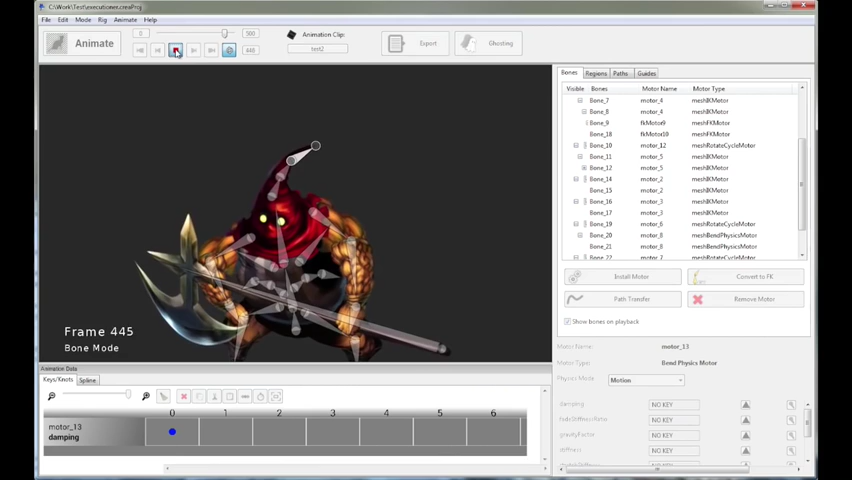 C:\Work\Test\executioner.creaProj
File Edit Mode Rig Animate Help
Animate
0
500
448
Animation Clip:
test2
Export
Ghosting
Bones Regions Paths Guides
Visible Bones Motor Name Motor Type
Bone_7 motor_4 meshIKMotor
Bone_8 motor_4 meshIKMotor
Bone_9 fkMotor9 meshFKMotor
Bone_18 fkMotor10 meshFKMotor
Bone_10 motor_12 meshRotateCycleMotor
Bone_11 motor_5 meshIKMotor
Bone_12 motor_5 meshIKMotor
Bone_14 motor_2 meshIKMotor
Bone_15 motor_2 meshIKMotor
Bone_16 motor_3 meshIKMotor
Bone_17 motor_3 meshIKMotor
Bone_19 motor_6 meshRotateCycleMotor
Bone_20 motor_8 meshBendPhysicsMotor
Bone_21 motor_8 meshBendPhysicsMotor
Bone_22 motor_7 meshRotateCycleMotor
Install Motor Convert to FK
Path Transfer Remove Motor
Show bones on playback
Frame 445
Bone Mode
Motor Name: motor_13
Motor Type: Bend Physics Motor
Physics Mode Motion
damping NO KEY
NO KEY
gravityFactor NO KEY
stiffness NO KEY
Animation Data
Keys/Knots Spline
0 1 2 3 4 5 6
motor_13
damping